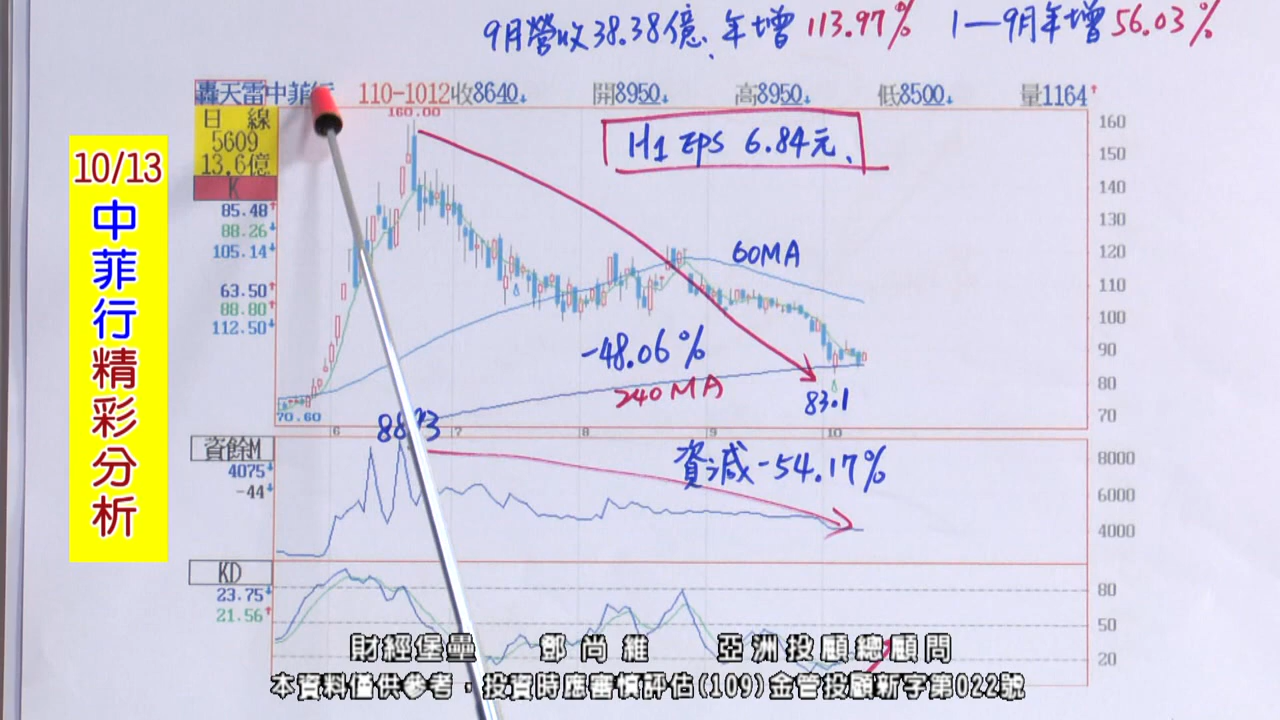 9月營收38.38億、年增113.97% 1—9月年增56.03%
轟天雷中菲行 110-1012收8640↓ 開8950↓ 高8950↓ 低8500↓ 量1164↑
日 線
5609
13.6億
K
85.48↑
88.26↓
105.14↓
63.50↑
88.80↑
112.50↓
160.00
H1 EPS 6.84元、
60MA
-48.06%
240MA
83.1
70.60
160
150
140
130
120
110
100
90
80
70
6 7 8 9 10
10/13
中菲行精彩分析
資餘M
4075↓
-44↓
資減-54.17%
8000
6000
4000
KD
23.75↓
21.56↑
80
50
20
財經堡壘 鄧尚維 亞洲投顧總顧問
本資料僅供參考，投資時應審慎評估(109)金管投顧新字第022號